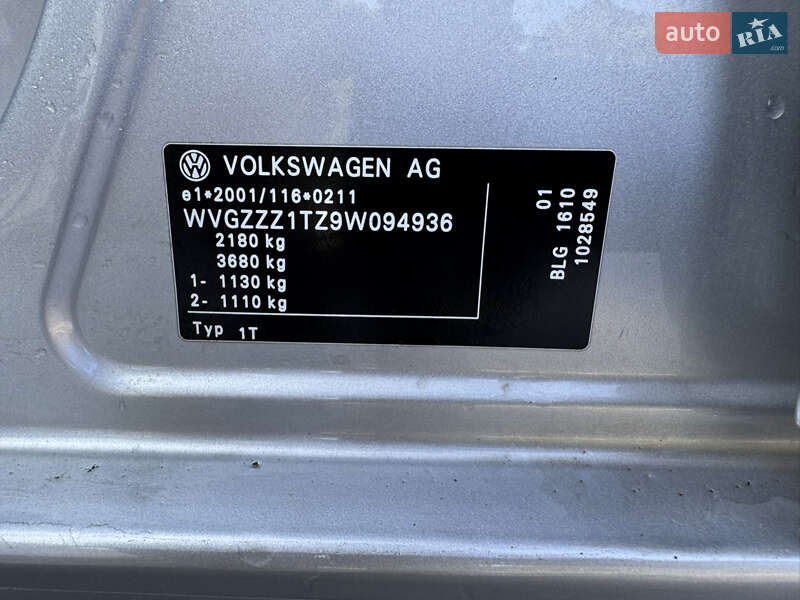 auto RIA.com
VOLKSWAGEN AG
e1*2001/116*0211
WVGZZZ1TZ9W094936
2180 kg
3680 kg
1- 1130 kg
2- 1110 kg
Typ 1T
01
BLG 1610
1028549